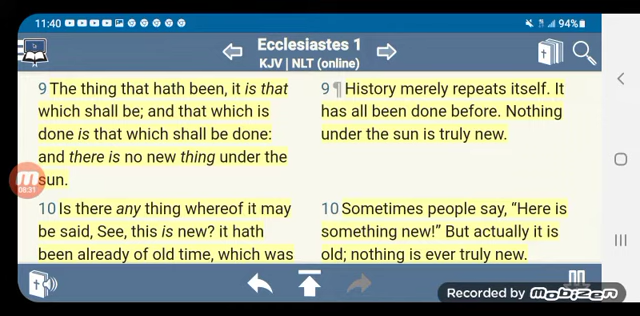 11:40
94%
Ecclesiastes 1
KJV | NLT (online)
9 The thing that hath been, it is that
which shall be; and that which is
done is that which shall be done:
and there is no new thing under the
sun.
10 Is there any thing whereof it may
be said, See, this is new? it hath
been already of old time, which was
9 ¶ History merely repeats itself. It
has all been done before. Nothing
under the sun is truly new.
10 Sometimes people say, “Here is
something new!” But actually it is
old; nothing is ever truly new.
08:31
Recorded by Mobizen